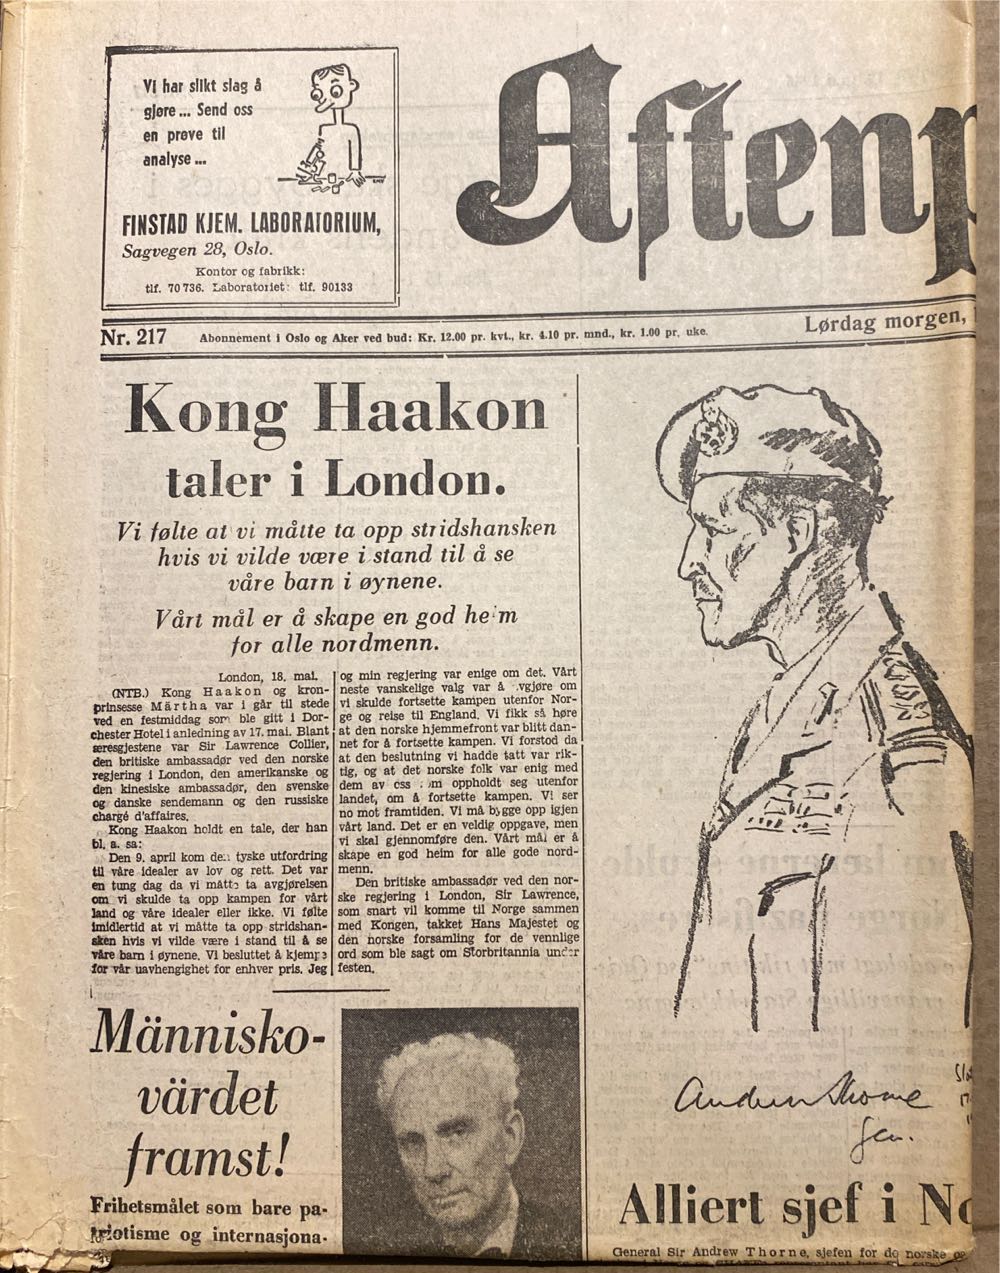 Vi har slikt slag å
gjøre... Send oss
en prøve til
analyse...
FINSTAD KJEM. LABORATORIUM,
Sagvegen 28, Oslo.
Kontor og fabrikk:
tlf. 70736. Laboratoriet: tlf. 90133
Aftenp
Nr. 217
Abonnement i Oslo og Aker ved bud: Kr. 12.00 pr. kvt., kr. 4.10 pr. mnd., kr. 1.00 pr. uke.
Lørdag morgen,
Kong Haakon
taler i London.
Vi følte at vi måtte ta opp stridshansken
hvis vi vilde være i stand til å se
våre barn i øynene.
Vårt mål er å skape en god heim
for alle nordmenn.
London, 18. mai.
(NTB.) Kong Haakon og kron-
prinsesse Märtha var i går til stede
ved en festmiddag som ble gitt i Dor-
chester Hotel i anledning av 17. mai. Blant
æresgjestene var Sir Lawrence Collier,
den britiske ambassadør ved den norske
regjering i London, den amerikanske og
den kinesiske ambassadør, den svenske
og danske sendemann og den russiske
chargé d'affaires.
Kong Haakon holdt en tale, der han
bl. a. sa:
Den 9. april kom den tyske utfordring
til våre idealer av lov og rett. Det var
en tung dag da vi måtte ta avgjørelsen
om vi skulde ta opp kampen for vårt
land og våre idealer eller ikke. Vi følte
imidlertid at vi måtte ta opp stridshan-
sken hvis vi vilde være i stand til å se
våre barn i øynene. Vi besluttet å kjempe
for vår uavhengighet for enhver pris. Jeg
og min regjering var enige om det. Vårt
neste vanskelige valg var å avgjøre om
vi skulde fortsette kampen utenfor Nor-
ge og reise til England. Vi fikk så høre
at den norske hjemmefront var blitt dan-
net for å fortsette kampen. Vi forstod da
at den beslutning vi hadde tatt var rik-
tig, og at det norske folk var enig med
dem av oss som oppholdt seg utenfor
landet, om å fortsette kampen. Vi ser
no mot framtiden. Vi må bygge opp igjen
vårt land. Det er en veldig oppgave, men
vi skal gjennomføre den. Vårt mål er å
skape en god heim for alle gode nord-
menn.
Den britiske ambassadør ved den nor-
ske regjering i London, Sir Lawrence,
som snart vil komme til Norge sammen
med Kongen, takket Hans Majestet og
den norske forsamling for de vennlige
ord som ble sagt om Storbritannia under
festen.
Människo-
värdet
framst!
Frihetsmålet som bare pa-
triotisme og internasjona-
Andrew Thorne
Gen.
Alliert sjef i No
General Sir Andrew Thorne, sjefen for de norske og